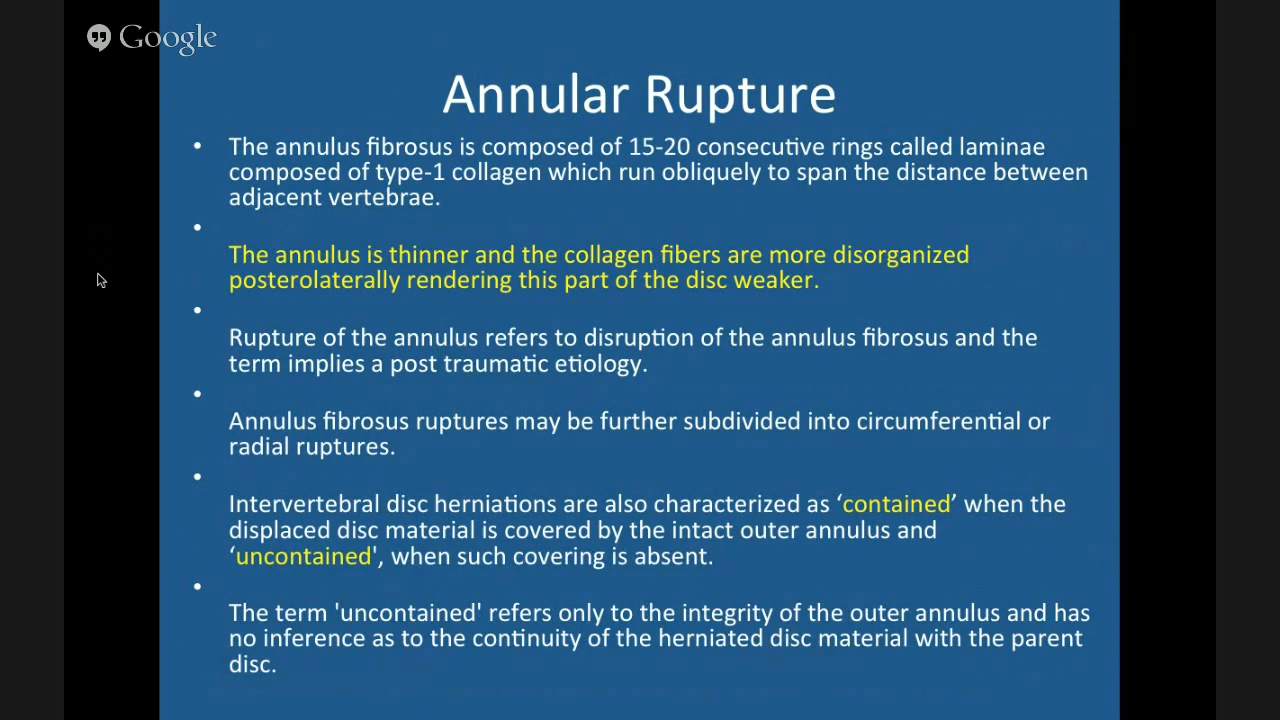 Google
Annular Rupture
• The annulus fibrosus is composed of 15-20 consecutive rings called laminae
composed of type-1 collagen which run obliquely to span the distance between
adjacent vertebrae.
•
The annulus is thinner and the collagen fibers are more disorganized
posterolaterally rendering this part of the disc weaker.
•
Rupture of the annulus refers to disruption of the annulus fibrosus and the
term implies a post traumatic etiology.
•
Annulus fibrosus ruptures may be further subdivided into circumferential or
radial ruptures.
•
Intervertebral disc herniations are also characterized as ‘contained’ when the
displaced disc material is covered by the intact outer annulus and
‘uncontained', when such covering is absent.
•
The term 'uncontained' refers only to the integrity of the outer annulus and has
no inference as to the continuity of the herniated disc material with the parent
disc.